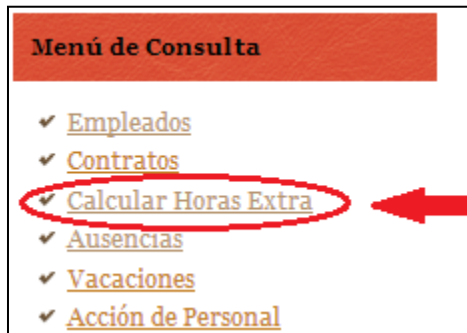 Menú de Consulta
Empleados
Contratos
Calcular Horas Extra
Ausencias
Vacaciones
Acción de Personal